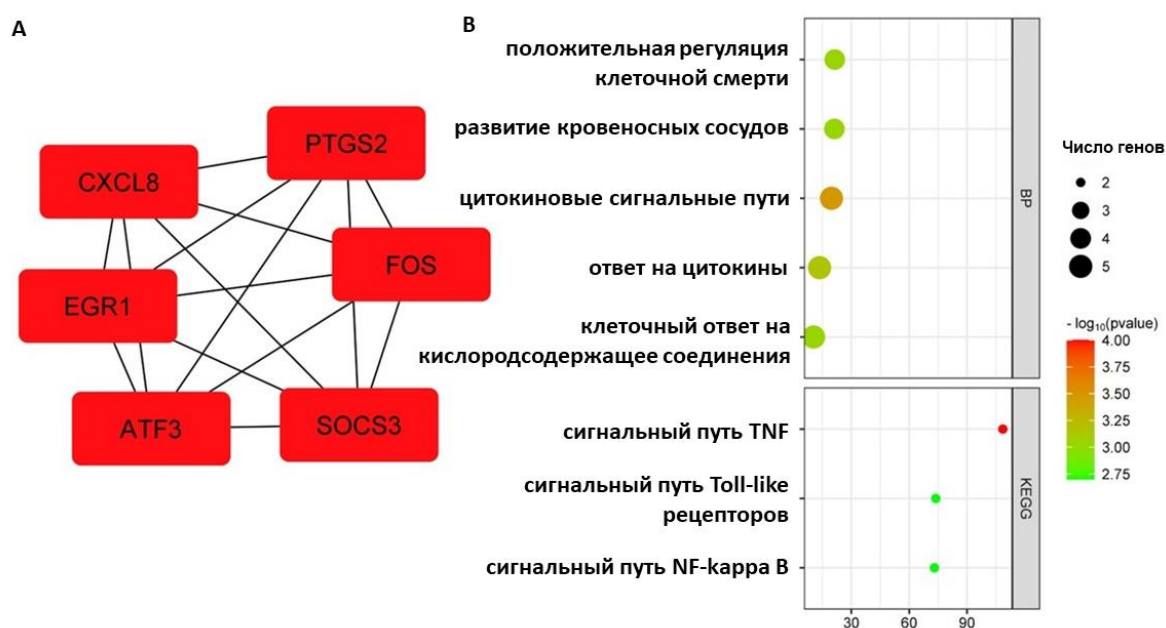 A
PTGS2
CXCL8
FOS
EGR1
ATF3
SOCS3
B
положительная регуляция
клеточной смерти
развитие кровеносных сосудов
цитокиновые сигнальные пути
ответ на цитокины
клеточный ответ на
кислородсодержащее соединения
сигнальный путь TNF
сигнальный путь Toll-like
рецепторов
сигнальный путь NF-kappa B
BP
KEGG
30
60
90
Число генов
2
3
4
5
- log10(pvalue)
4.00
3.75
3.50
3.25
3.00
2.75